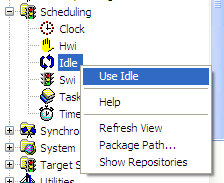 Scheduling
Clock
Hwi
Idle
Swi
Task
Time
Synchro
System
Target S
Utilities
Use Idle
Help
Refresh View
Package Path...
Show Repositories